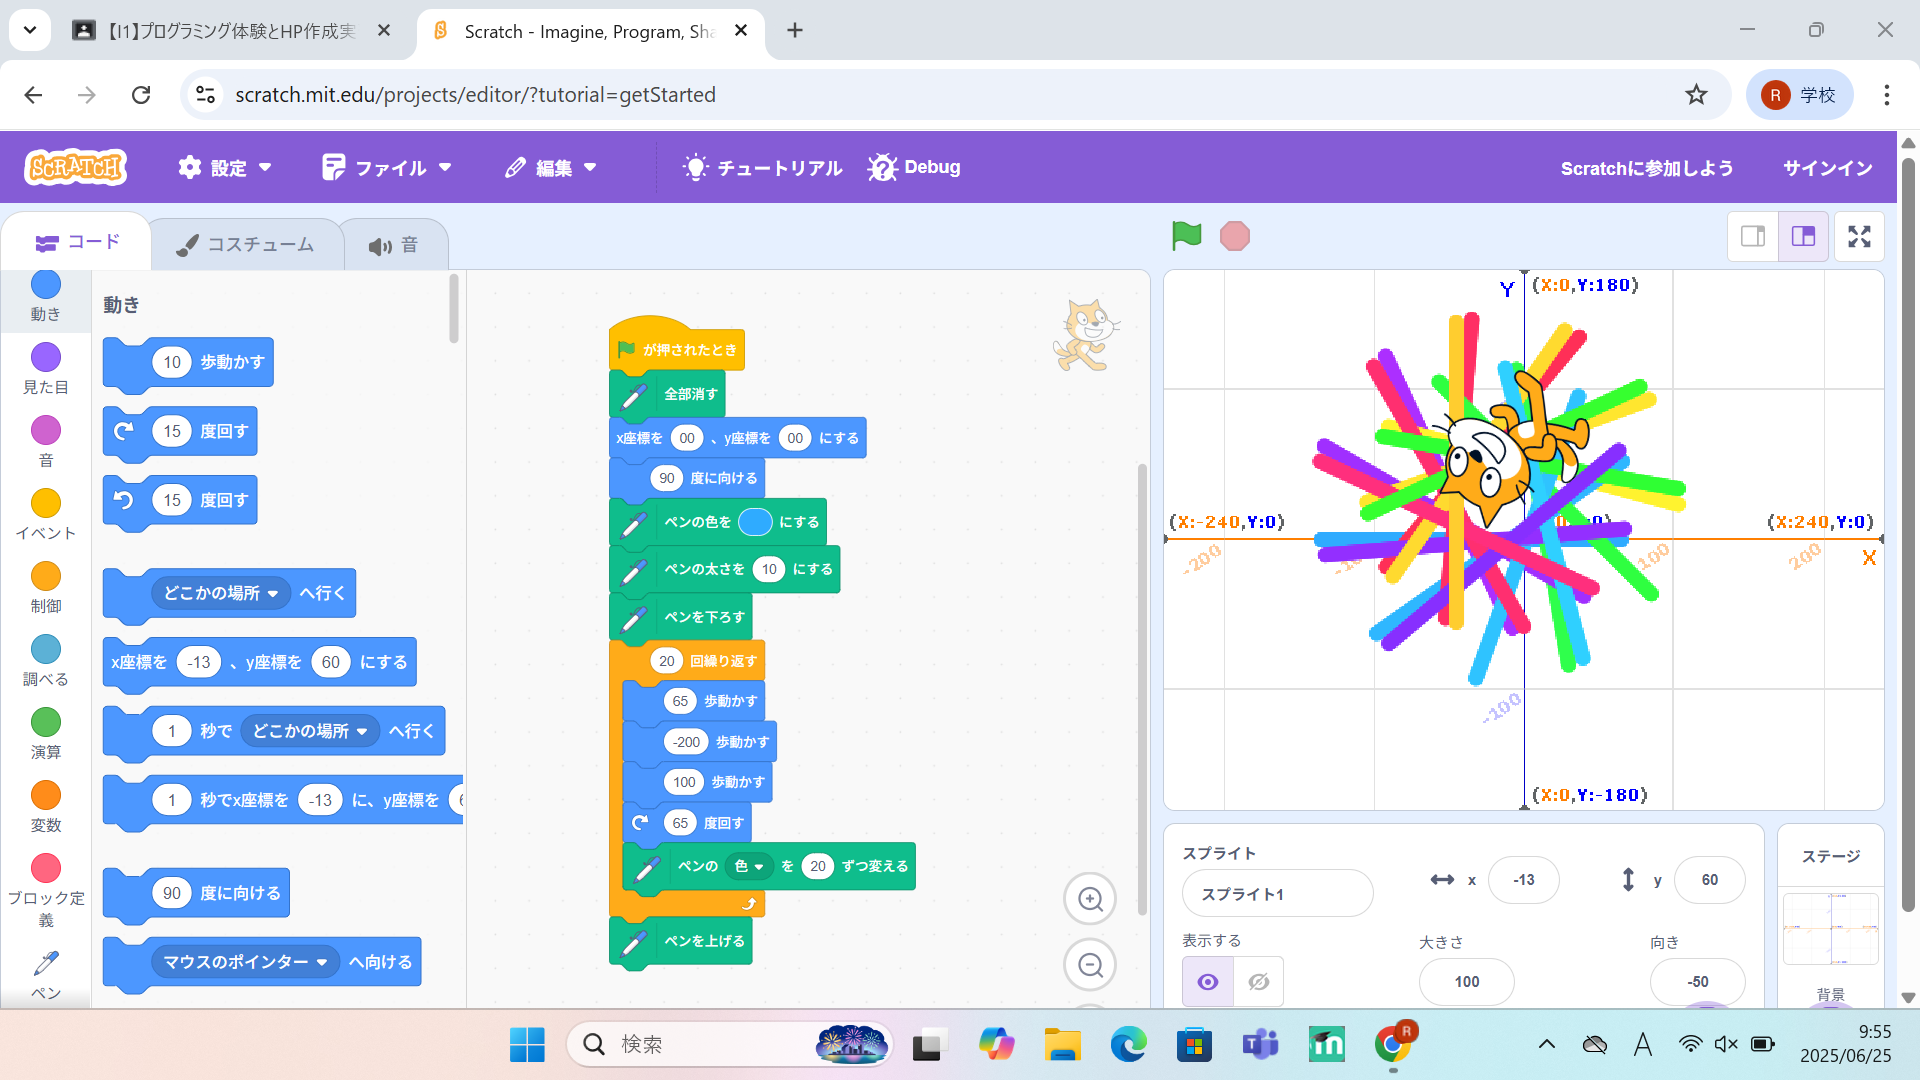 【I1】プログラミング体験とHP作成実
Scratch - Imagine, Program, Sha
scratch.mit.edu/projects/editor/?tutorial=getStarted
R 学校
SCRATCH
設定
ファイル
編集
チュートリアル
Debug
Scratchに参加しよう
サインイン
コード
コスチューム
音
動き
見た目
音
イベント
制御
調べる
演算
変数
ブロック定
義
ペン
動き
10 歩動かす
15 度回す
15 度回す
どこかの場所 へ行く
x座標を -13 、y座標を 60 にする
1 秒で どこかの場所 へ行く
1 秒でx座標を -13 に、y座標を
90 度に向ける
マウスのポインター へ向ける
が押されたとき
全部消す
x座標を 00 、y座標を 00 にする
90 度に向ける
ペンの色を にする
ペンの太さを 10 にする
ペンを下ろす
20 回繰り返す
65 歩動かす
-200 歩動かす
100 歩動かす
65 度回す
ペンの 色 を 20 ずつ変える
ペンを上げる
Y (X:0,Y:180)
(X:-240,Y:0)
(X:240,Y:0)
X
-200
100
200
-100
(X:0,Y:-180)
スプライト
スプライト1
x -13
y 60
表示する
大きさ
100
向き
-50
ステージ
背景
検索
R
A
9:55
2025/06/25